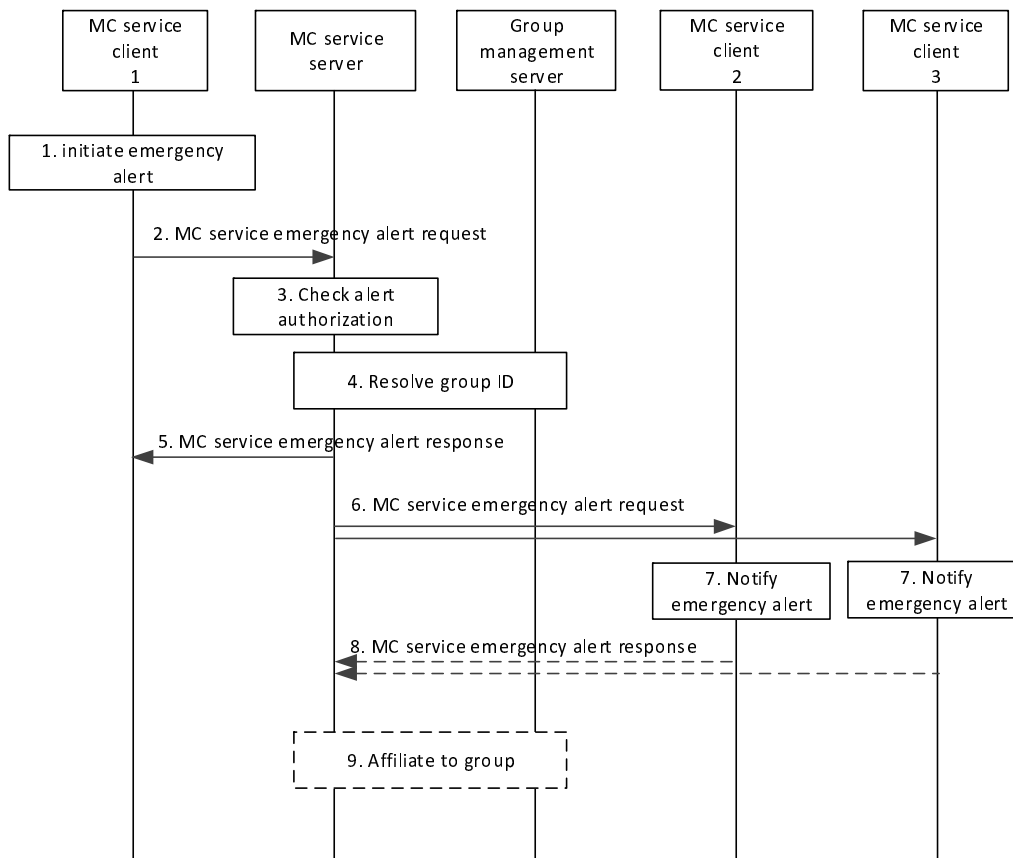 MC service
client
1
MC service
server
Group
management
server
MC service
client
2
MC service
client
3
1. initiate emergency
alert
2. MC service emergency alert request
3. Check alert
authorization
4. Resolve group ID
5. MC service emergency alert response
6. MC service emergency alert request
7. Notify
emergency alert
7. Notify
emergency alert
8. MC service emergency alert response
9. Affiliate to group